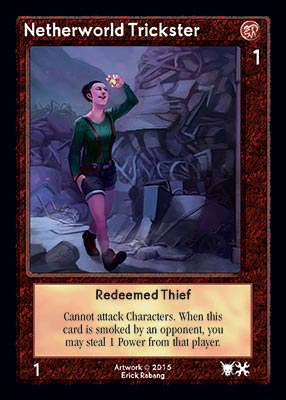 Netherworld Trickster
1
Redeemed Thief
Cannot attack Characters. When this
card is smoked by an opponent, you
may steal 1 Power from that player.
1
Artwork © 2015
Erick Rabang